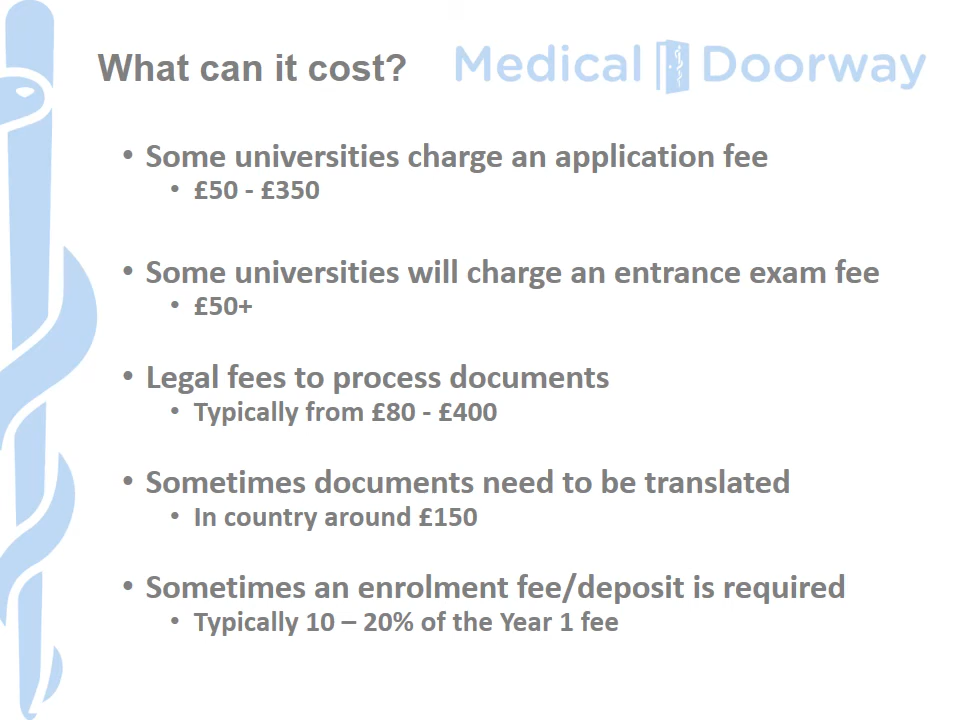 What can it cost?
Medical Doorway
• Some universities charge an application fee
• £50 - £350
• Some universities will charge an entrance exam fee
• £50+
• Legal fees to process documents
• Typically from £80 - £400
• Sometimes documents need to be translated
• In country around £150
• Sometimes an enrolment fee/deposit is required
• Typically 10 – 20% of the Year 1 fee